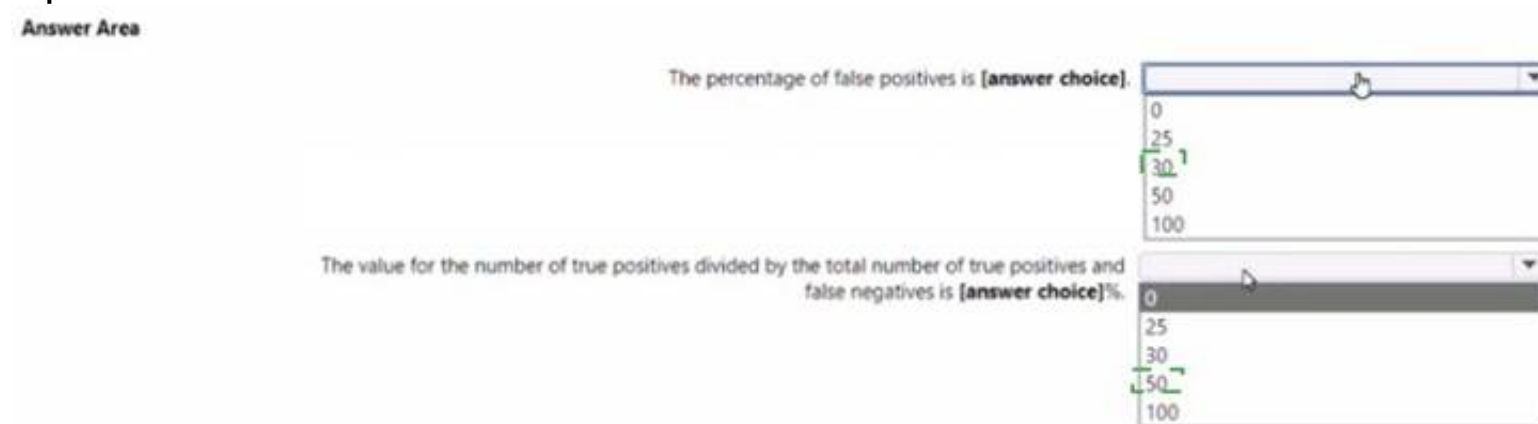 Answer Area
The percentage of false positives is [answer choice].
0
25
30
50
100
The value for the number of true positives divided by the total number of true positives and
false negatives is [answer choice]%.
0
25
30
50
100